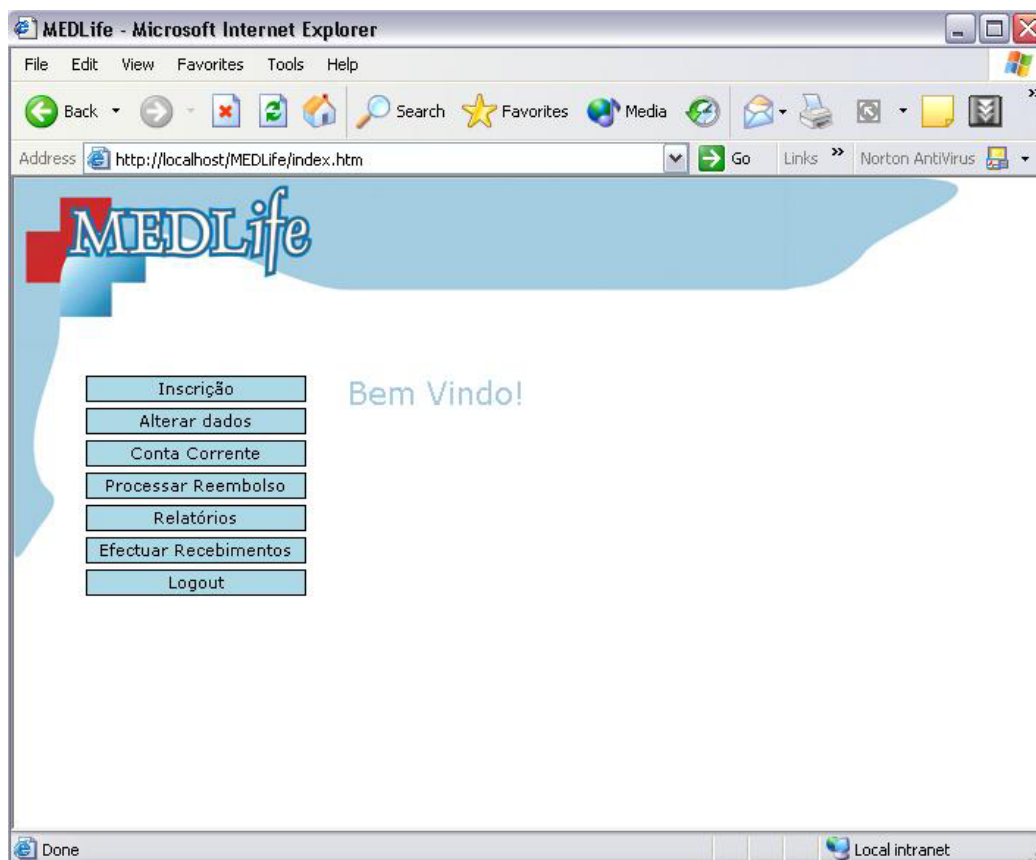 MEDLife - Microsoft Internet Explorer
File Edit View Favorites Tools Help
Back Search Favorites Media
Address http://localhost/MEDLife/index.htm Go Links Norton AntiVirus
MEDLife
Inscrição
Bem Vindo!
Alterar dados
Conta Corrente
Processar Reembolso
Relatórios
Efectuar Recebimentos
Logout
Done Local intranet